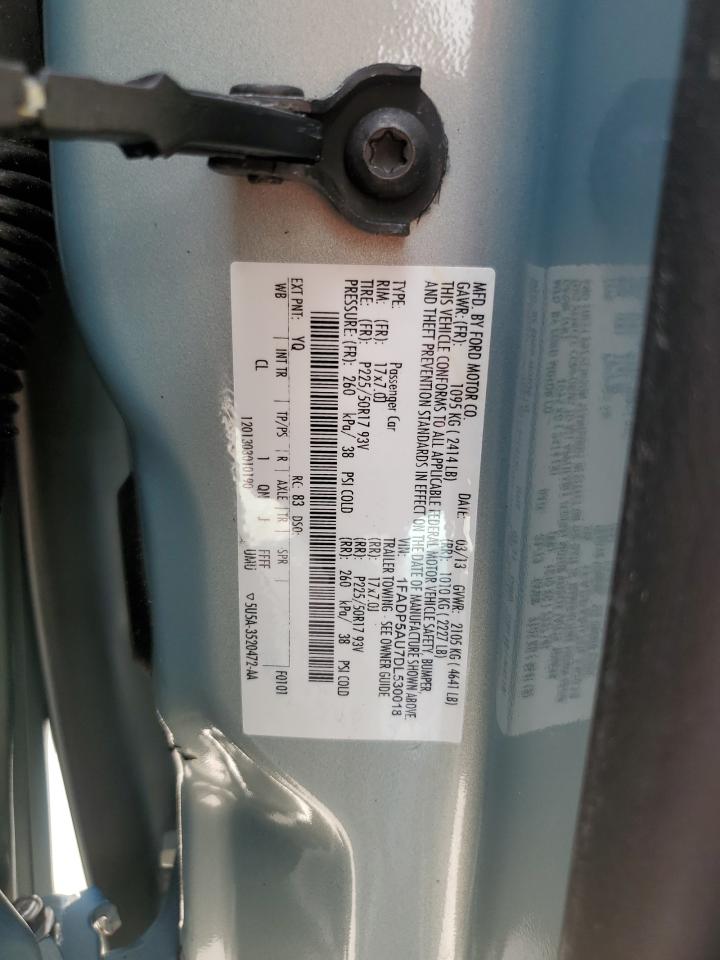 MFD. BY FORD MOTOR CO.
DATE: 03/13 GVWR: 2105 KG ( 4641 LB)
GAWR: (FR): 1095 KG ( 2414 LB) (RR): 1010 KG ( 2227 LB)
THIS VEHICLE CONFORMS TO ALL APPLICABLE FEDERAL MOTOR VEHICLE SAFETY, BUMPER,
AND THEFT PREVENTION STANDARDS IN EFFECT ON THE DATE OF MANUFACTURE SHOWN ABOVE.
VIN: 1FADP5AU7DL530018
TYPE: Passenger Car TRAILER TOWING - SEE OWNER GUIDE
RIM: (FR): 17x7.0J (RR): 17x7.0J
TIRE: (FR): P225/50R17 93V (RR): P225/50R17 93V
PRESSURE: (FR): 260 kPa/ 38 PSI COLD (RR): 260 kPa/ 38 PSI COLD
EXT PNT: YQ RC: 83 DSO: F0101
WB INT TR TP/PS R AXLE TR SPR
CL 1 J FFFF
1201303010190 UMU ▽5U5A-3520472-AA